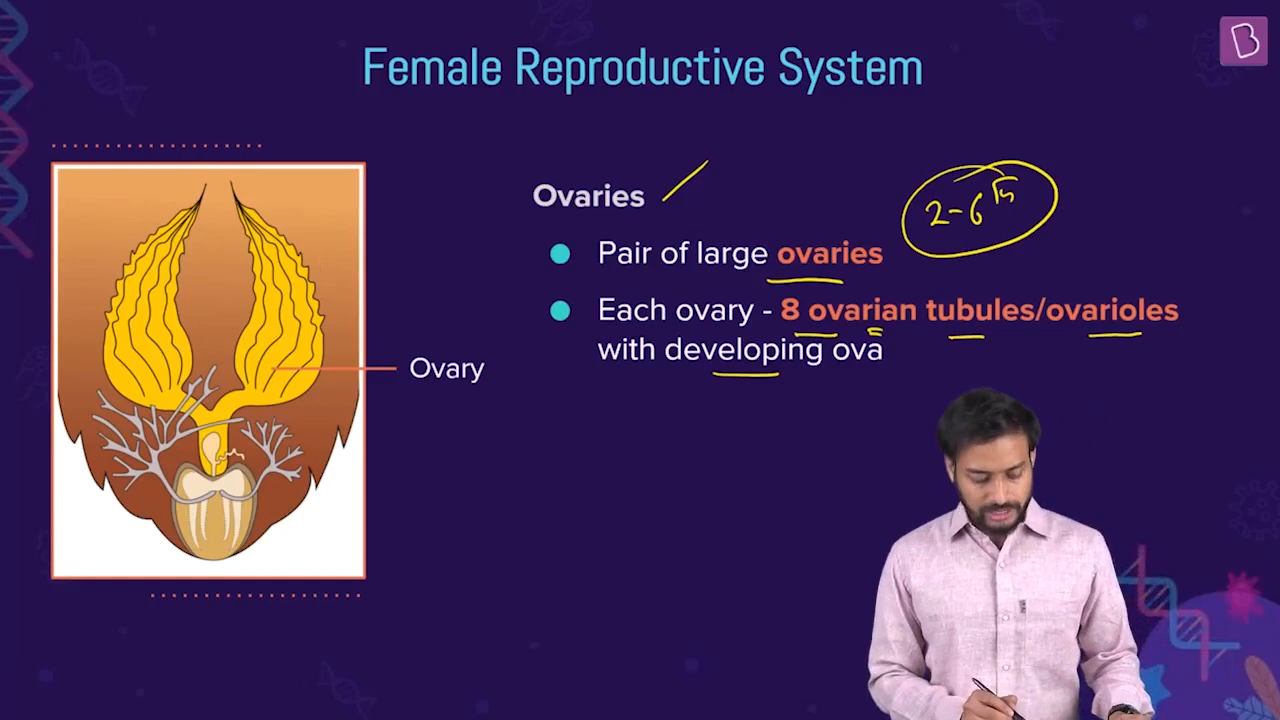 Female Reproductive System
Ovaries
2-6th
Pair of large ovaries
Each ovary - 8 ovarian tubules/ovarioles
with developing ova
Ovary